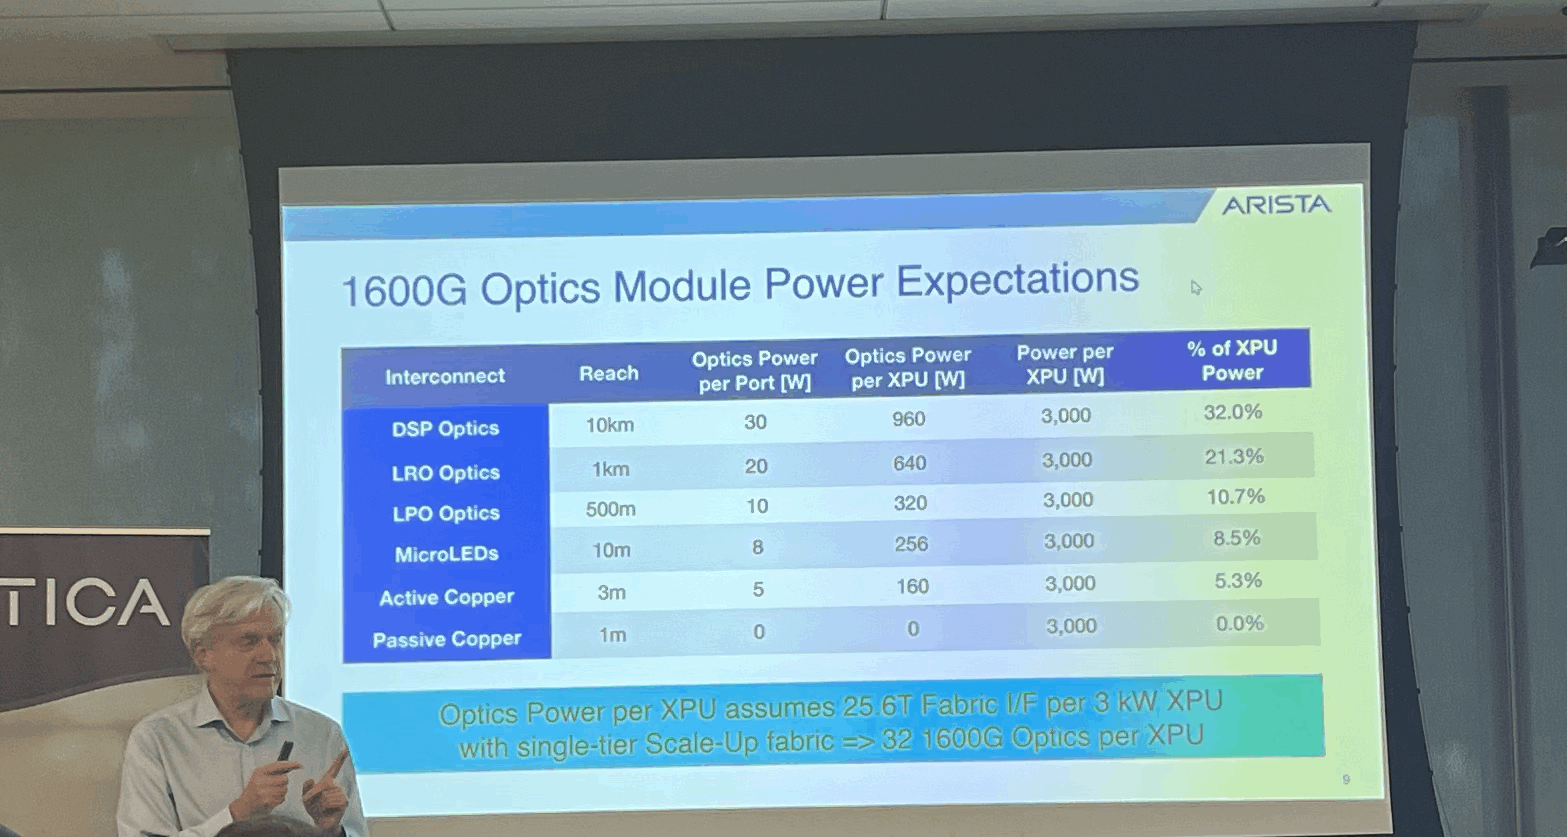 ARISTA
1600G Optics Module Power Expectations
Interconnect Reach Optics Power per Port [W] Optics Power per XPU [W] Power per XPU [W] % of XPU Power
DSP Optics 10km 30 960 3,000 32.0%
LRO Optics 1km 20 640 3,000 21.3%
LPO Optics 500m 10 320 3,000 10.7%
MicroLEDs 10m 8 256 3,000 8.5%
Active Copper 3m 5 160 3,000 5.3%
Passive Copper 1m 0 0 3,000 0.0%
Optics Power per XPU assumes 25.6T Fabric I/F per 3 kW XPU
with single-tier Scale-Up fabric => 32 1600G Optics per XPU
9
TICA